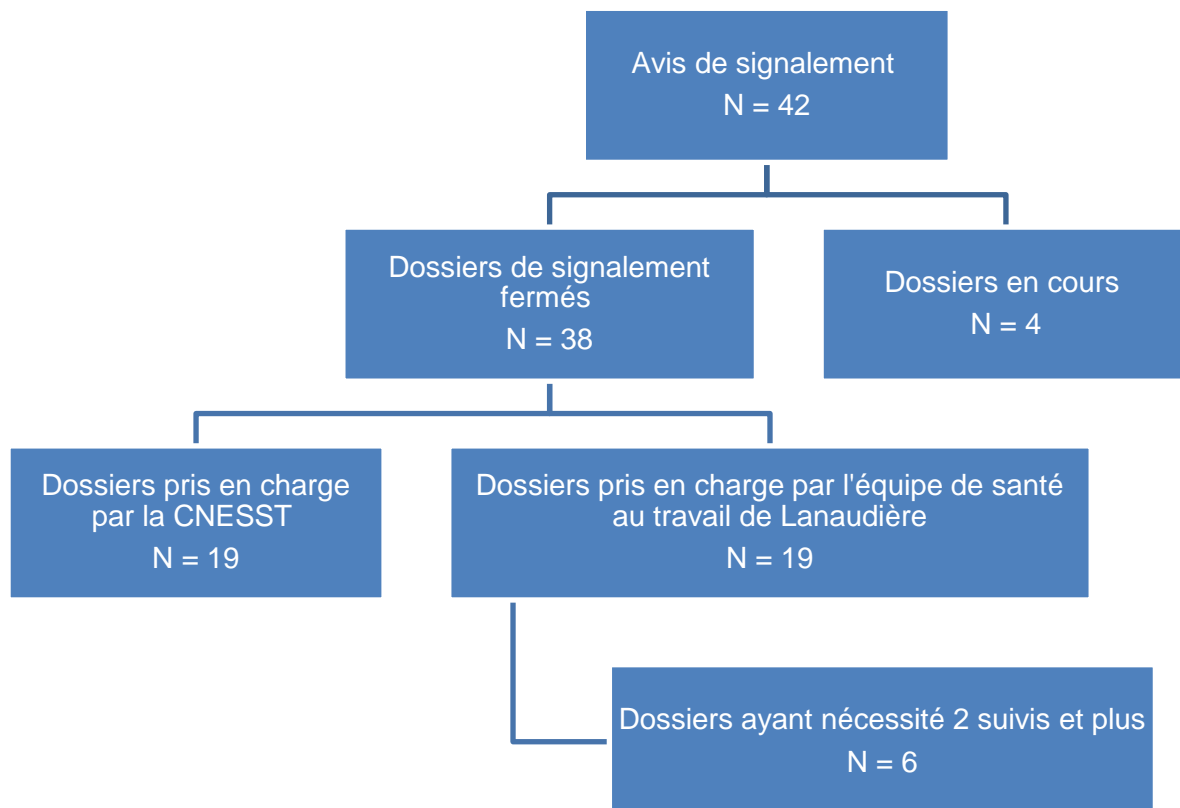 Avis de signalement
N = 42
Dossiers de signalement
fermés
N = 38
Dossiers en cours
N = 4
Dossiers pris en charge
par la CNESST
N = 19
Dossiers pris en charge par l'équipe de santé
au travail de Lanaudière
N = 19
Dossiers ayant nécessité 2 suivis et plus
N = 6